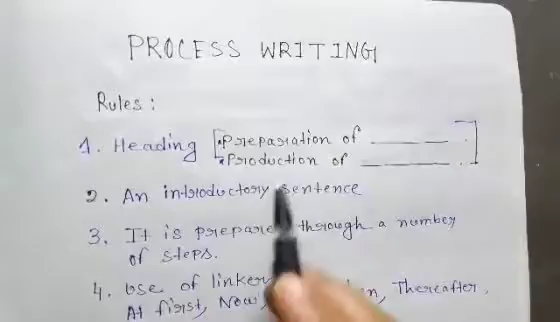 PROCESS WRITING
Rules :
1. Heading [•Preparation of ______ ]
•Production of ______
2. An introductory sentence
3. It is prepare through a number
of steps.
4. Use of linker Thereafter,
At first, Now,